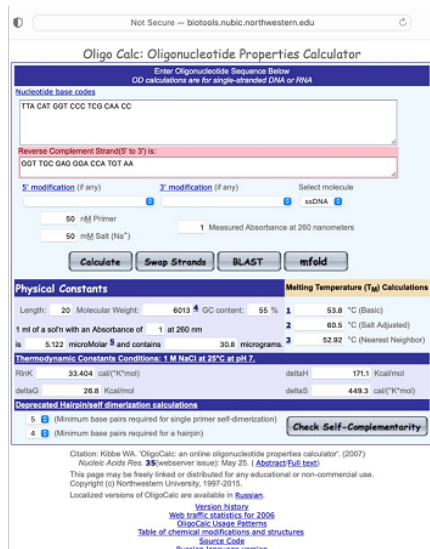 Not Secure — biotools.nubic.northwestern.edu
Oligo Calc: Oligonucleotide Properties Calculator
Enter Oligonucleotide Sequence Below
OD calculations are for single-stranded DNA or RNA
Nucleotide base codes
TTA CAT GGT CCC TCG CAA CC
Reverse Complement Strand(5' to 3') is:
GGT TGC GAG GGA CCA TGT AA
5' modification (if any) 3' modification (if any) Select molecule
ssDNA
50 nM Primer
1 Measured Absorbance at 260 nanometers
50 mM Salt (Na+)
Calculate Swap Strands BLAST mfold
Physical Constants Melting Temperature (TM) Calculations
Length: 20 Molecular Weight: 6013 4 GC content: 55 % 1 53.8 °C (Basic)
1 ml of a sol'n with an Absorbance of 1 at 260 nm 2 60.5 °C (Salt Adjusted)
is 5.122 microMolar 5 and contains 30.8 micrograms. 3 52.92 °C (Nearest Neighbor)
Thermodynamic Constants Conditions: 1 M NaCl at 25°C at pH 7.
RlnK 33.404 cal/(°K*mol) deltaH 171.1 Kcal/mol
deltaG 26.8 Kcal/mol deltaS 449.3 cal/(°K*mol)
Deprecated Hairpin/self dimerization calculations
5 (Minimum base pairs required for single primer self-dimerization)
4 (Minimum base pairs required for a hairpin)
Check Self-Complementarity
Citation: Kibbe WA. 'OligoCalc: an online oligonucleotide properties calculator'. (2007)
Nucleic Acids Res. 35(webserver issue): May 25. (Abstract/Full text)
This page may be freely linked or distributed for any educational or non-commercial use.
Copyright (c) Northwestern University, 1997-2015.
Localized versions of OligoCalc are available in Russian.
Version history
Web traffic statistics for 2006
OligoCalc Usage Patterns
Table of chemical modifications and structures
Source Code
Russian language version